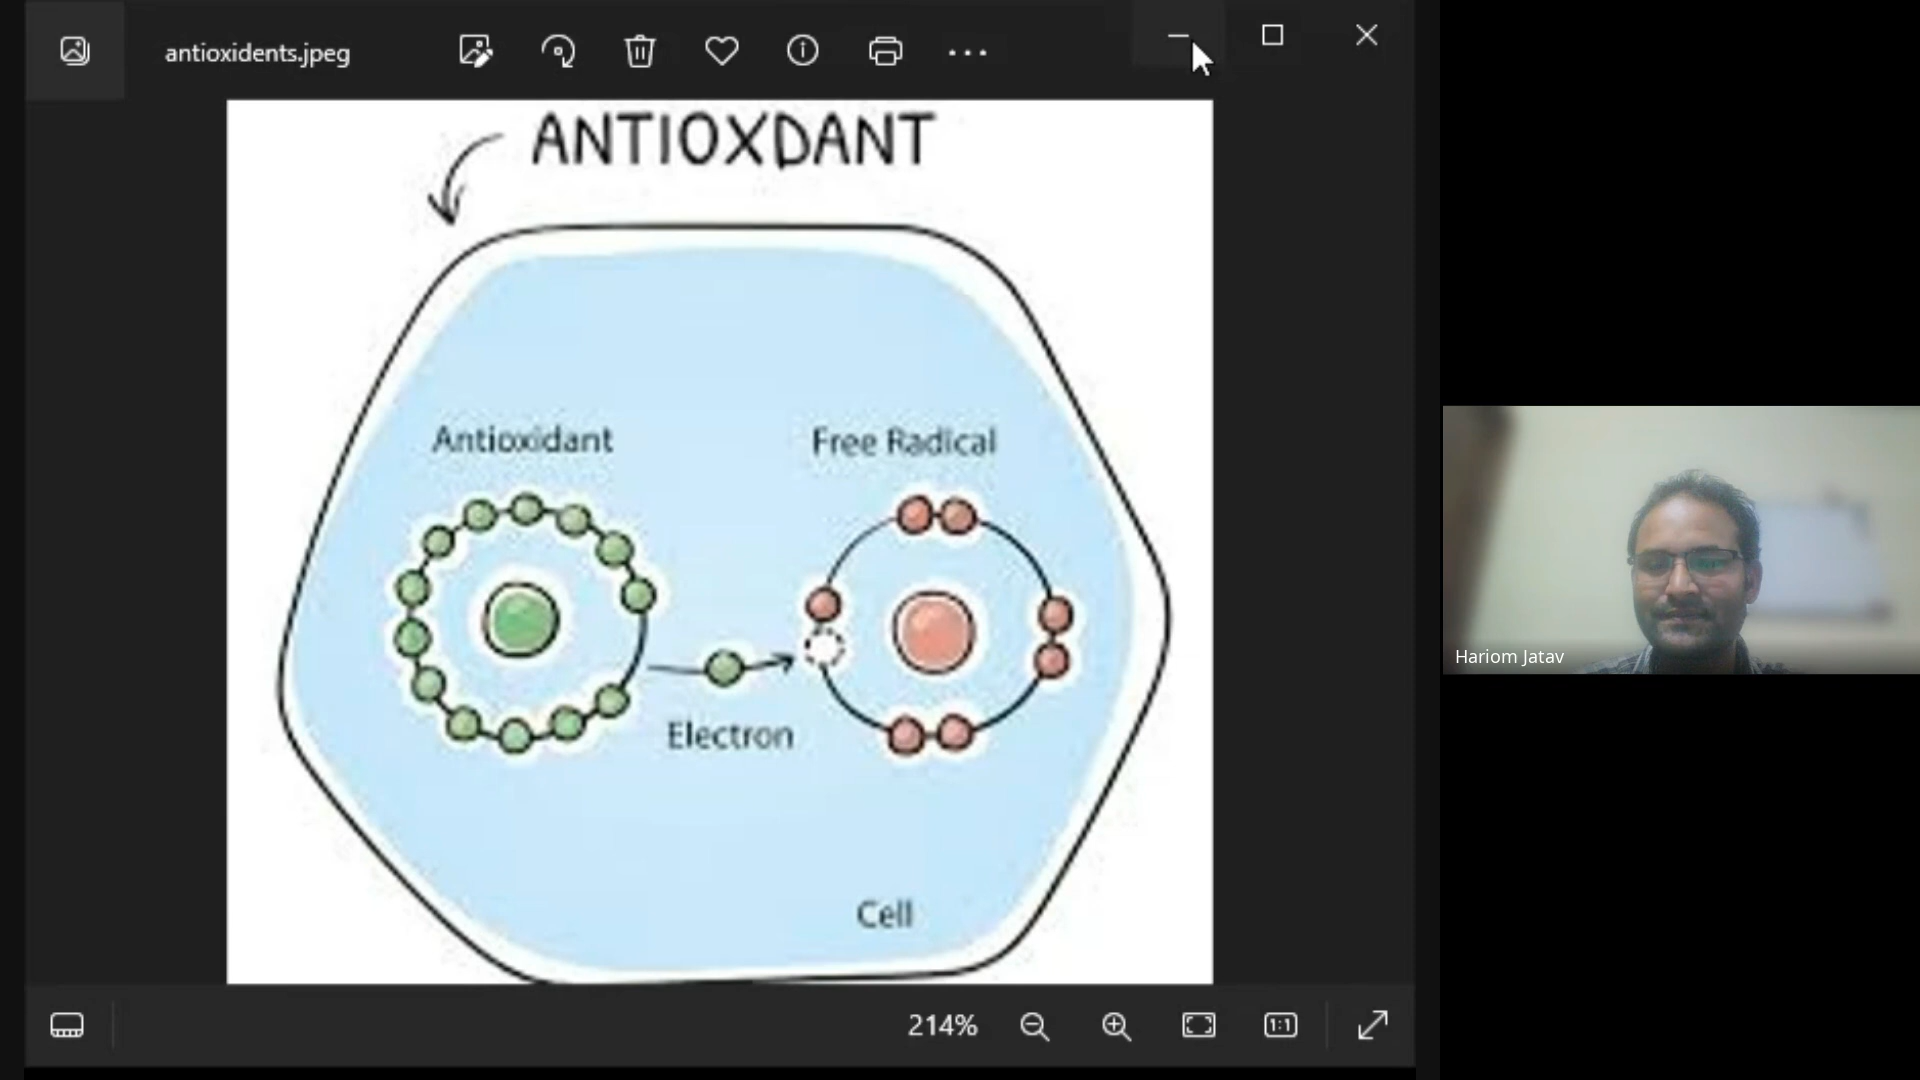 antioxidents.jpeg
ANTIOXDANT
Antioxidant
Free Radical
Electron
Cell
214%
1:1
Hariom Jatav